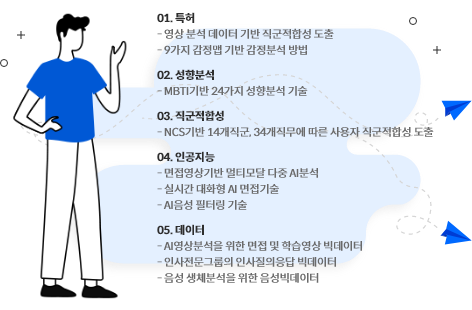 01. 특허
- 영상 분석 데이터 기반 직군적합성 도출
- 9가지 감정맵 기반 감정분석 방법
02. 성향분석
- MBTI기반 24가지 성향분석 기술
03. 직군적합성
- NCS기반 14개직군, 34개직무에 따른 사용자 직군적합성 도출
04. 인공지능
- 면접영상기반 멀티모달 다중 AI분석
- 실시간 대화형 AI 면접기술
- AI음성 필터링 기술
05. 데이터
- AI영상분석을 위한 면접 및 학습영상 빅데이터
- 인사전문그룹의 인사질의응답 빅데이터
- 음성 생체분석을 위한 음성빅데이터